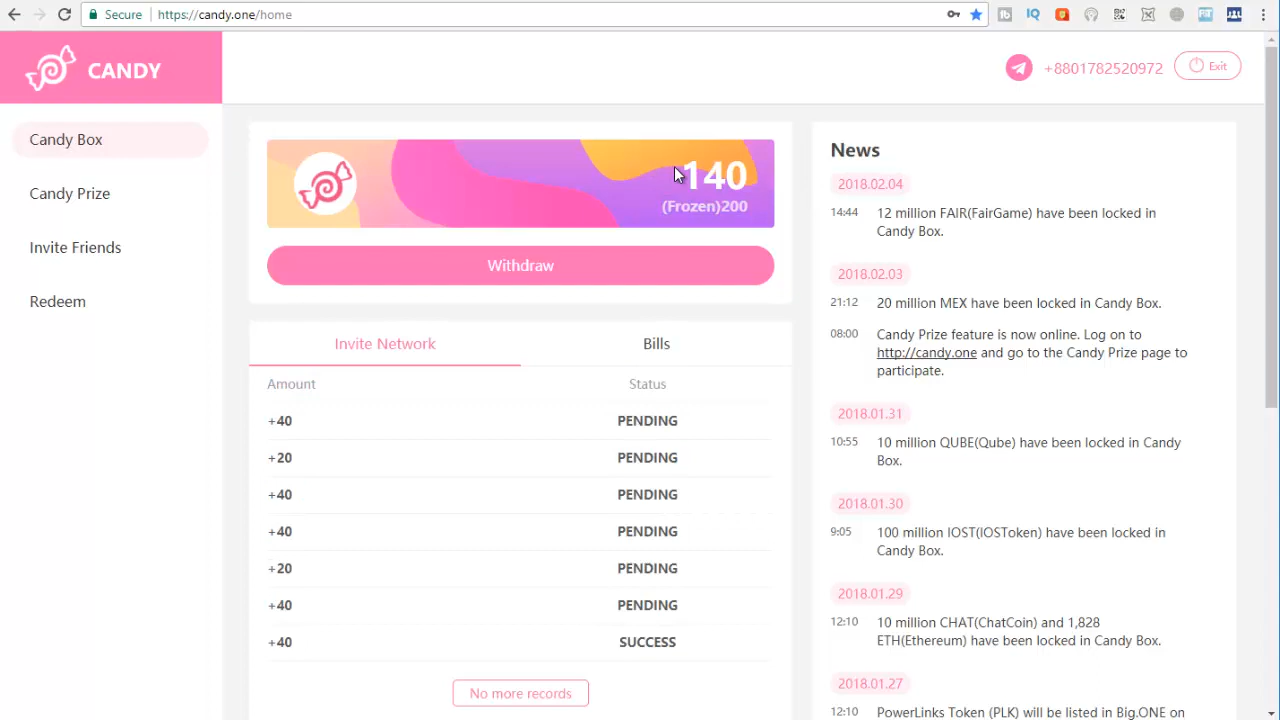 Secure https://candy.one/home
CANDY
+8801782520972 Exit
Candy Box
Candy Prize
Invite Friends
Redeem
140
(Frozen)200
Withdraw
Invite Network Bills
Amount Status
+40 PENDING
+20 PENDING
+40 PENDING
+40 PENDING
+20 PENDING
+40 PENDING
+40 SUCCESS
No more records
News
2018.02.04
14:44 12 million FAIR(FairGame) have been locked in
Candy Box.
2018.02.03
21:12 20 million MEX have been locked in Candy Box.
08:00 Candy Prize feature is now online. Log on to
http://candy.one and go to the Candy Prize page to
participate.
2018.01.31
10:55 10 million QUBE(Qube) have been locked in Candy
Box.
2018.01.30
9:05 100 million IOST(IOSToken) have been locked in
Candy Box.
2018.01.29
12:10 10 million CHAT(ChatCoin) and 1,828
ETH(Ethereum) have been locked in Candy Box.
2018.01.27
12:10 PowerLinks Token (PLK) will be listed in Big.ONE on